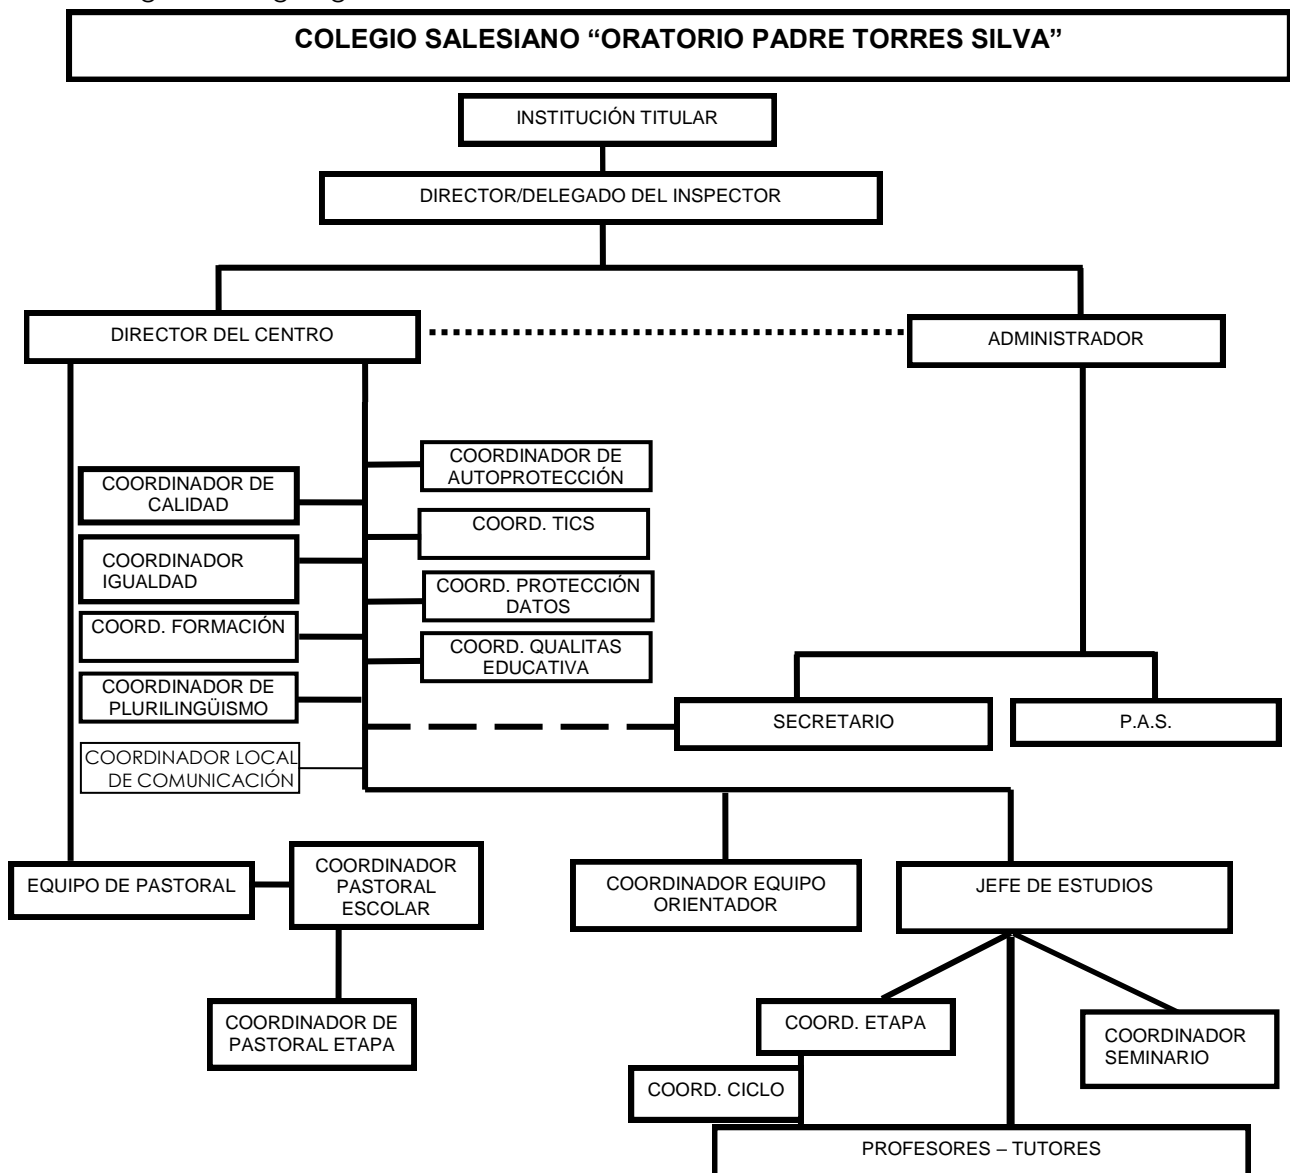 COLEGIO SALESIANO “ORATORIO PADRE TORRES SILVA”
INSTITUCIÓN TITULAR
DIRECTOR/DELEGADO DEL INSPECTOR
DIRECTOR DEL CENTRO
ADMINISTRADOR
COORDINADOR DE
AUTOPROTECCIÓN
COORDINADOR DE
CALIDAD
COORD. TICS
COORDINADOR
IGUALDAD
COORD. PROTECCIÓN
DATOS
COORD. FORMACIÓN
COORD. QUALITAS
EDUCATIVA
COORDINADOR DE
PLURILINGÜISMO
SECRETARIO
P.A.S.
COORDINADOR LOCAL
DE COMUNICACIÓN
EQUIPO DE PASTORAL
COORDINADOR
PASTORAL
ESCOLAR
COORDINADOR EQUIPO
ORIENTADOR
JEFE DE ESTUDIOS
COORDINADOR DE
PASTORAL ETAPA
COORD. ETAPA
COORDINADOR
SEMINARIO
COORD. CICLO
PROFESORES – TUTORES